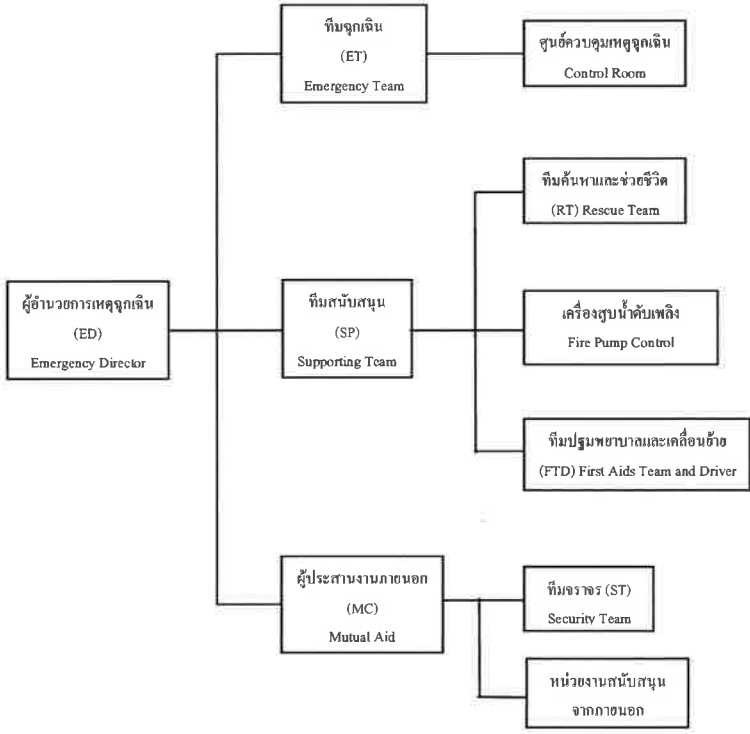 ทีมฉุกเฉิน
(ET)
Emergency Team
ศูนย์ควบคุมเหตุฉุกเฉิน
Control Room
ทีมค้นหาและช่วยชีวิต
(RT) Rescue Team
ผู้อำนวยการเหตุฉุกเฉิน
(ED)
Emergency Director
ทีมสนับสนุน
(SP)
Supporting Team
เครื่องสูบน้ำดับเพลิง
Fire Pump Control
ทีมปฐมพยาบาลและเคลื่อนย้าย
(FTD) First Aids Team and Driver
ผู้ประสานงานภายนอก
(MC)
Mutual Aid
ทีมจราจร (ST)
Security Team
หน่วยงานสนับสนุน
จากภายนอก